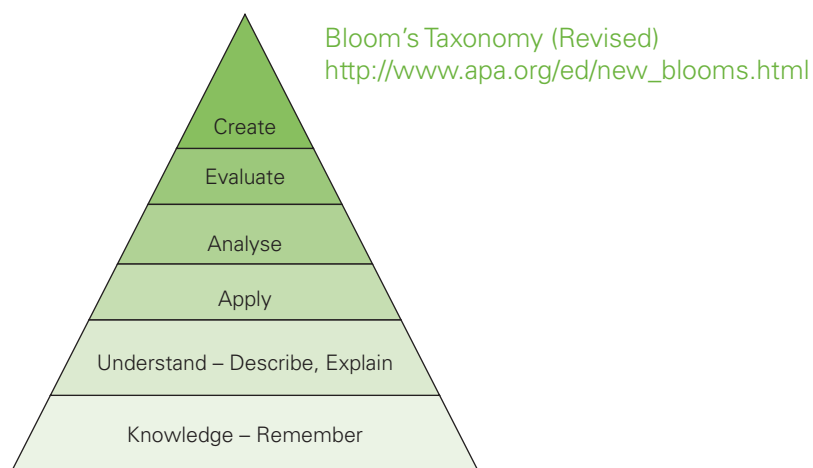 Bloom’s Taxonomy (Revised)
http://www.apa.org/ed/new_blooms.html
Create
Evaluate
Analyse
Apply
Understand – Describe, Explain
Knowledge – Remember